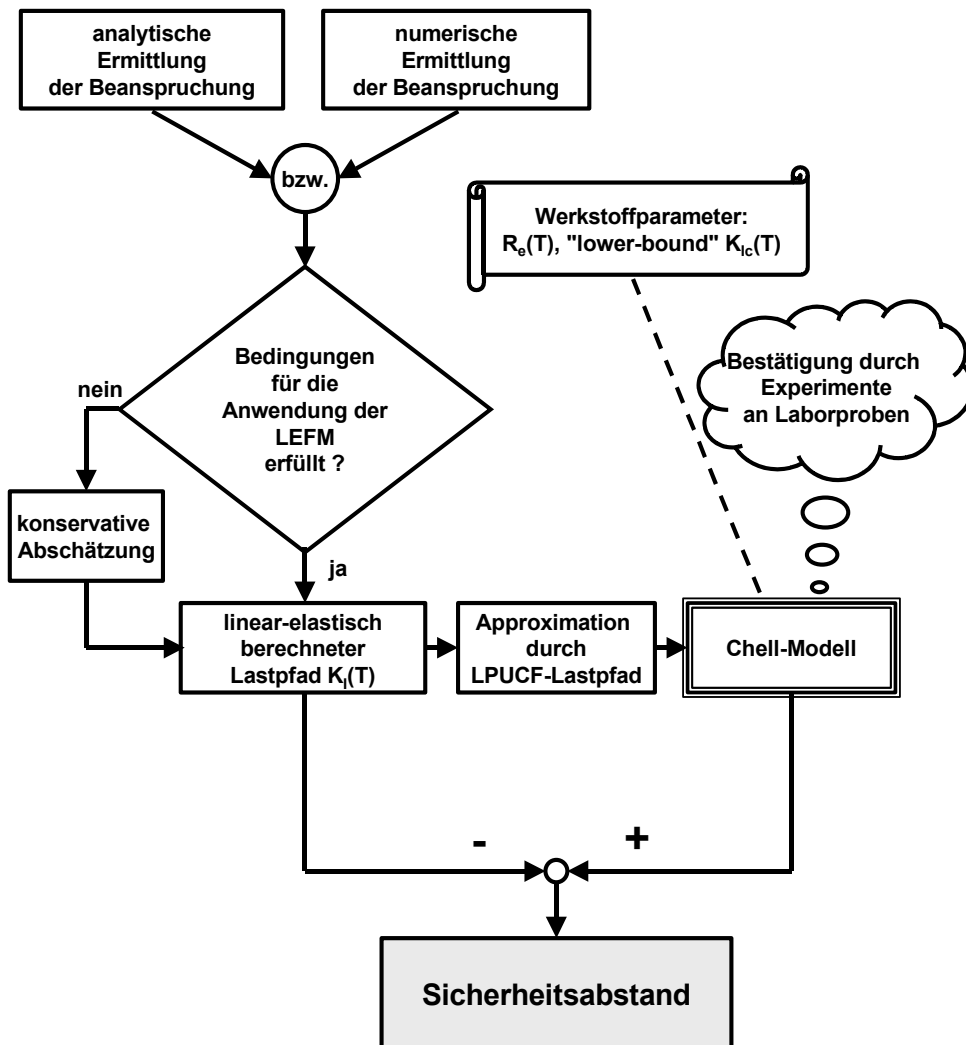 analytische
Ermittlung
der Beanspruchung
numerische
Ermittlung
der Beanspruchung
bzw.
Werkstoffparameter:
Re(T), "lower-bound" KIc(T)
Bedingungen
für die
Anwendung der
LEFM
erfüllt ?
nein
Bestätigung durch
Experimente
an Laborproben
konservative
Abschätzung
ja
linear-elastisch
berechneter
Lastpfad KI(T)
Approximation
durch
LPUCF-Lastpfad
Chell-Modell
-
+
Sicherheitsabstand